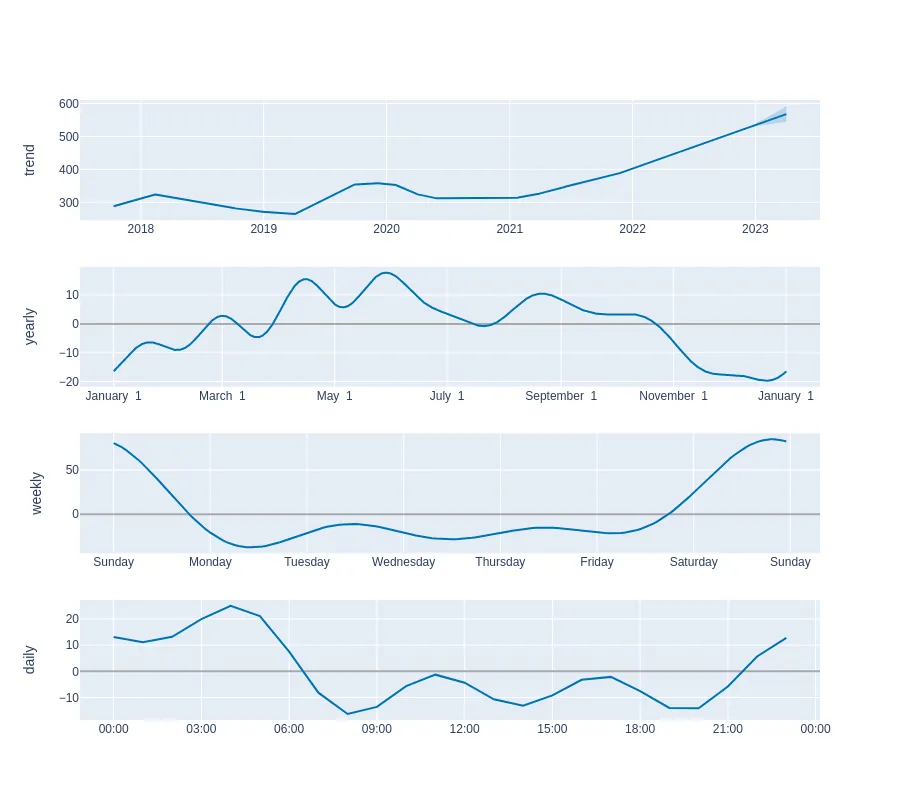 trend
600
500
400
300
2018 2019 2020 2021 2022 2023
yearly
10
0
−10
−20
January 1 March 1 May 1 July 1 September 1 November 1 January 1
weekly
50
0
Sunday Monday Tuesday Wednesday Thursday Friday Saturday Sunday
daily
20
10
0
−10
00:00 03:00 06:00 09:00 12:00 15:00 18:00 21:00 00:00